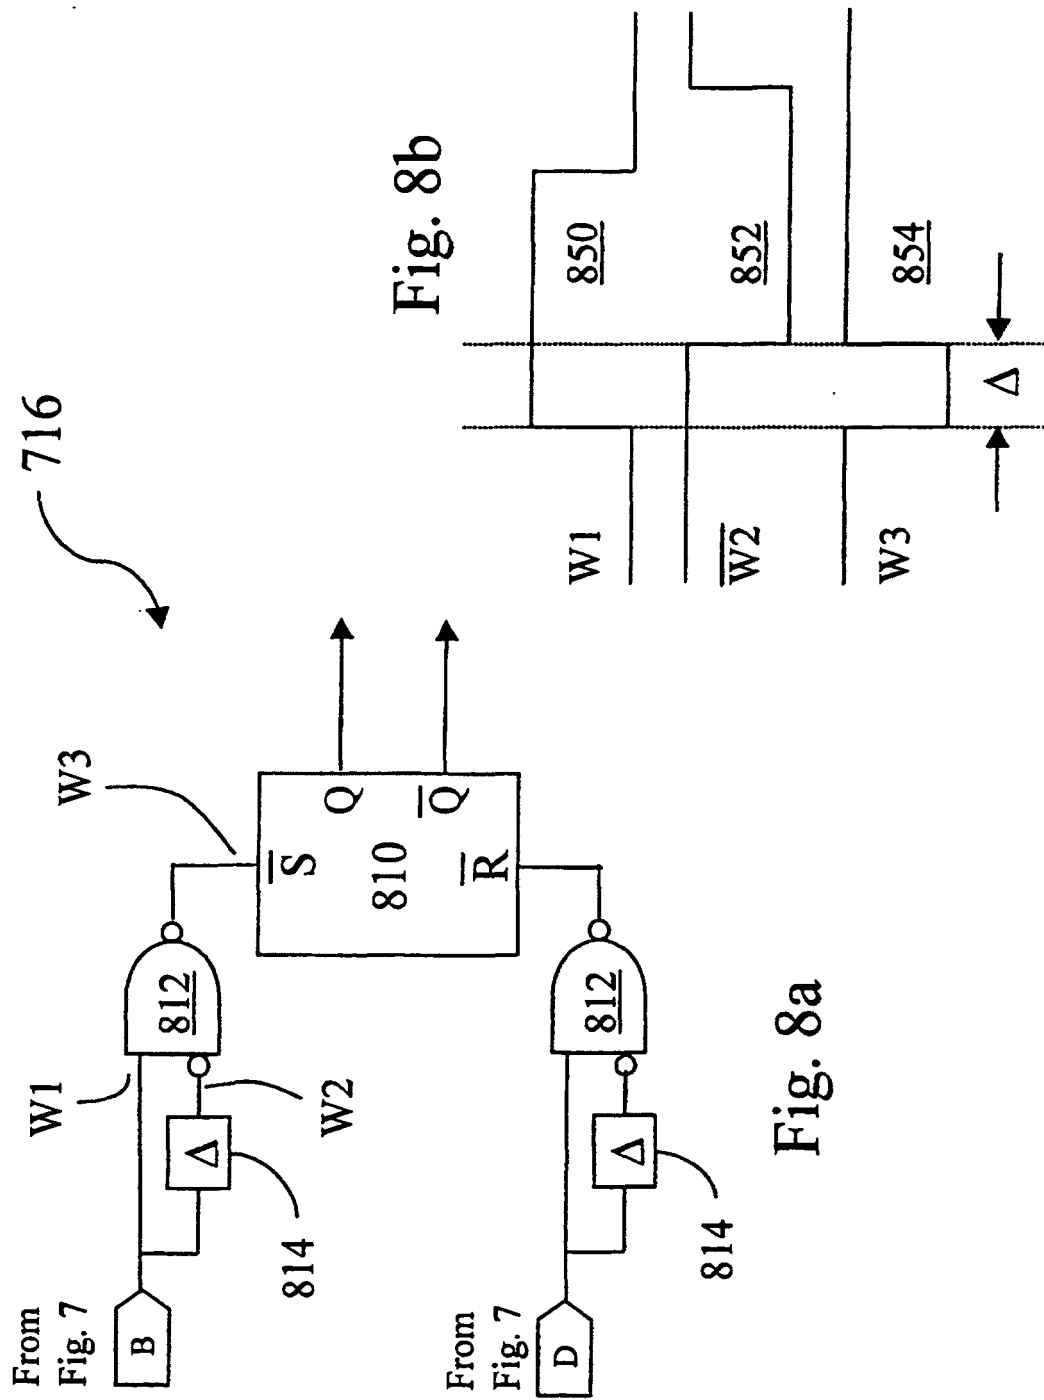 716
From
Fig. 7
B
W1
812
Δ
W2
814
W3
S̅
Q
810
R̅
Q̅
From
Fig. 7
D
812
Δ
814
Fig. 8a
Fig. 8b
W1
850
W̅2̅
852
W3
854
Δ